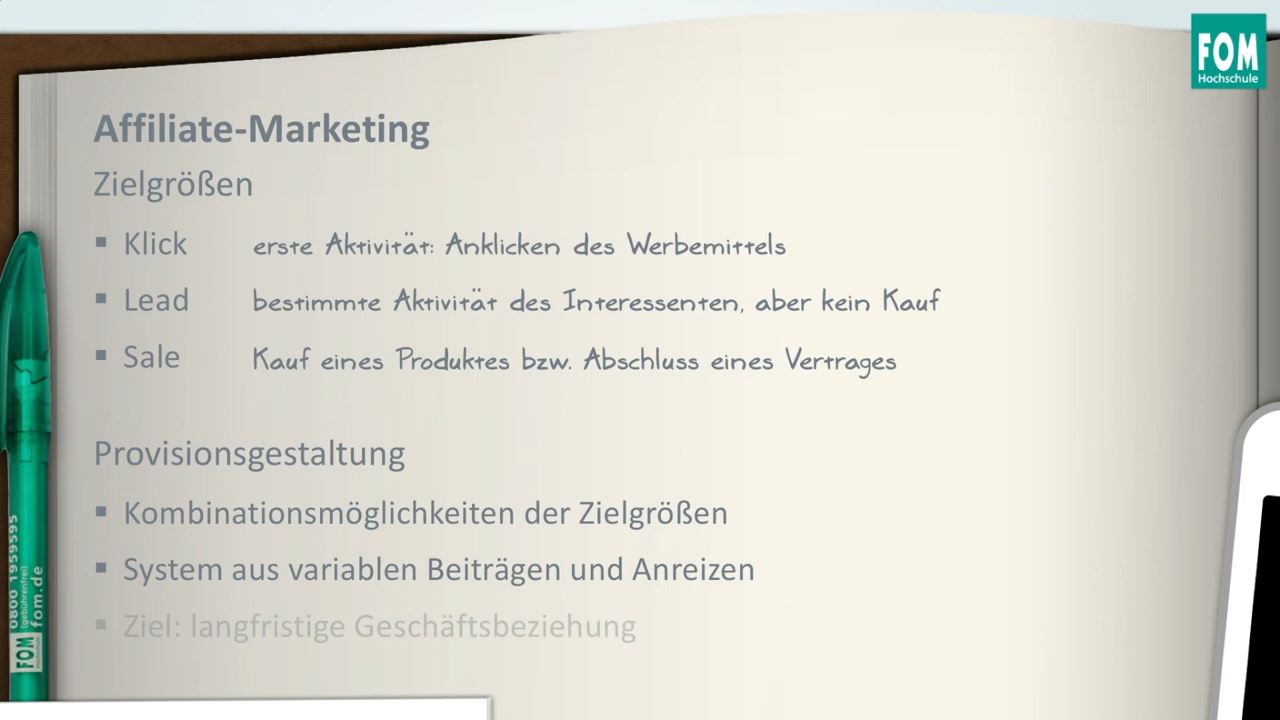 FOM
Hochschule
Affiliate-Marketing
Zielgrößen
▪ Klick erste Aktivität: Anklicken des Werbemittels
▪ Lead bestimmte Aktivität des Interessenten, aber kein Kauf
▪ Sale Kauf eines Produktes bzw. Abschluss eines Vertrages
Provisionsgestaltung
▪ Kombinationsmöglichkeiten der Zielgrößen
▪ System aus variablen Beiträgen und Anreizen
▪ Ziel: langfristige Geschäftsbeziehung
0800 1959595
(gebührenfrei)
fom.de
FOM
Hochschule